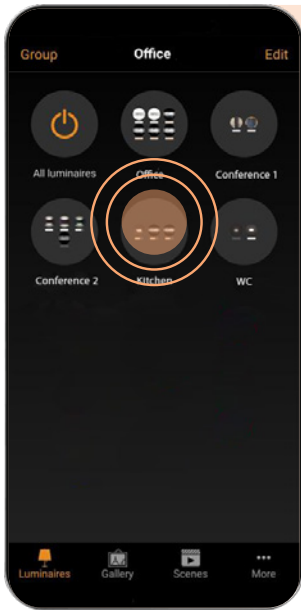 Group Office Edit
All luminaires Office Conference 1
Conference 2 Kitchen WC
Luminaires Gallery Scenes More